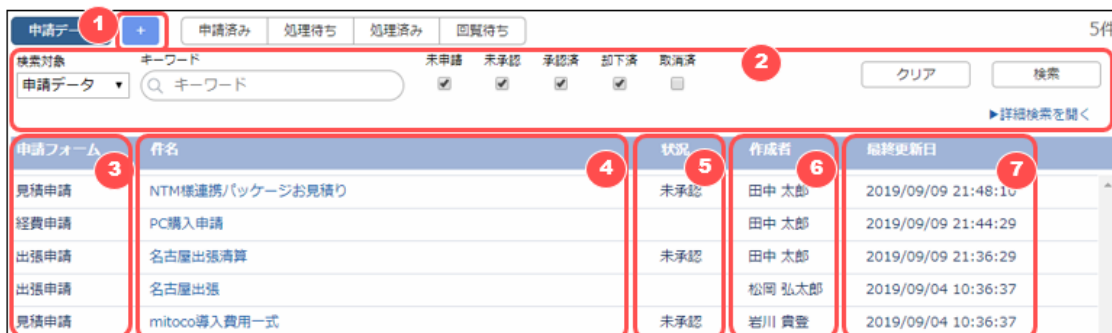 申請デー 1 + 申請済み 処理待ち 処理済み 回覧待ち 5件
検索対象 キーワード 未申請 未承認 承認済 却下済 取消済 2
申請データ ▼ キーワード クリア 検索
▶詳細検索を開く
申請フォーム 件名 状況 作成者 最終更新日
3 4 5 6 7
見積申請 NTM様連携パッケージお見積り 未承認 田中 太郎 2019/09/09 21:48:10
経費申請 PC購入申請 田中 太郎 2019/09/09 21:44:29
出張申請 名古屋出張清算 未承認 田中 太郎 2019/09/09 21:36:29
出張申請 名古屋出張 松岡 弘太郎 2019/09/04 10:36:37
見積申請 mitoco導入費用一式 未承認 岩川 貴登 2019/09/04 10:36:37